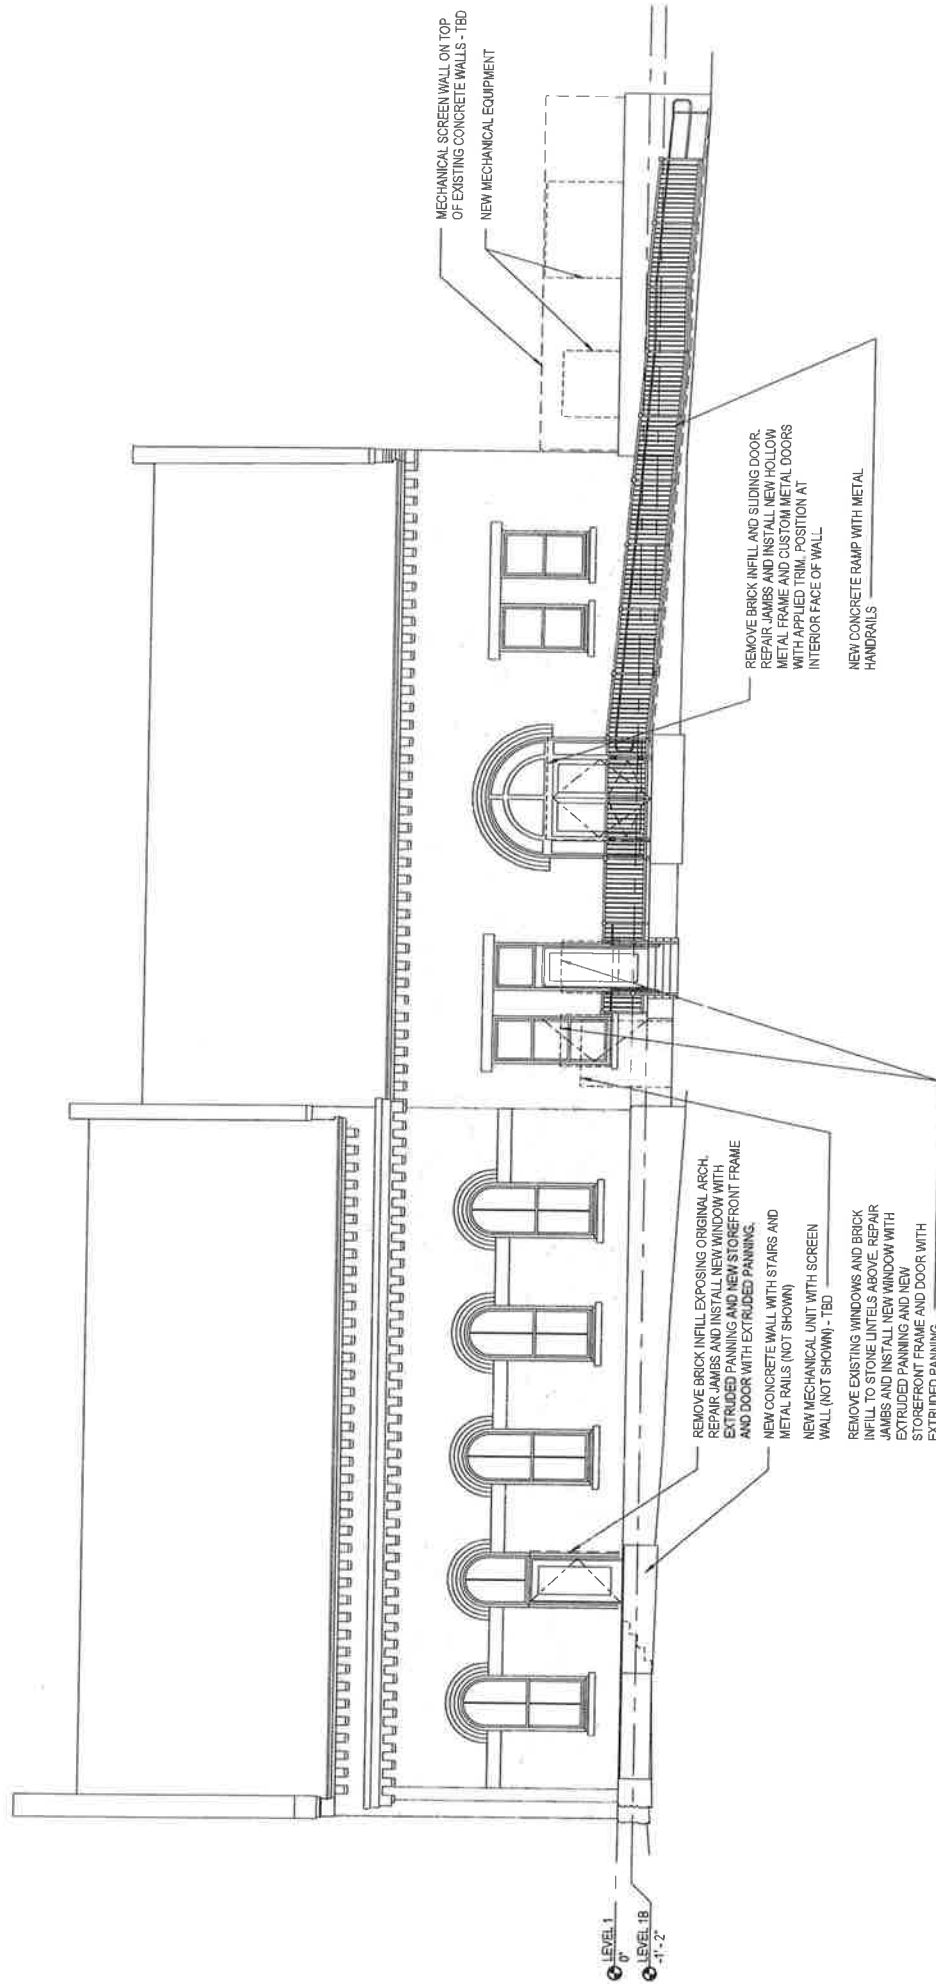 MECHANICAL SCREEN WALL ON TOP
OF EXISTING CONCRETE WALLS - TBD
NEW MECHANICAL EQUIPMENT
REMOVE BRICK INFILL AND SLIDING DOOR.
REPAIR JAMBS AND INSTALL NEW HOLLOW
METAL FRAME AND CUSTOM METAL DOORS
WITH APPLIED TRIM. POSITION AT
INTERIOR FACE OF WALL
NEW CONCRETE RAMP WITH METAL
HANDRAILS
REMOVE BRICK INFILL EXPOSING ORIGINAL ARCH.
REPAIR JAMBS AND INSTALL NEW WINDOW WITH
EXTRUDED PANNING AND NEW STOREFRONT FRAME
AND DOOR WITH EXTRUDED PANNING.
NEW CONCRETE WALL WITH STAIRS AND
METAL RAILS (NOT SHOWN)
NEW MECHANICAL UNIT WITH SCREEN
WALL (NOT SHOWN) - TBD
REMOVE EXISTING WINDOWS AND BRICK
INFILL TO STONE LINTELS ABOVE. REPAIR
JAMBS AND INSTALL NEW WINDOW WITH
EXTRUDED PANNING AND NEW
STOREFRONT FRAME AND DOOR WITH
EXTRUDED PANNING
LEVEL 1
0"
LEVEL 1B
-1' - 2"